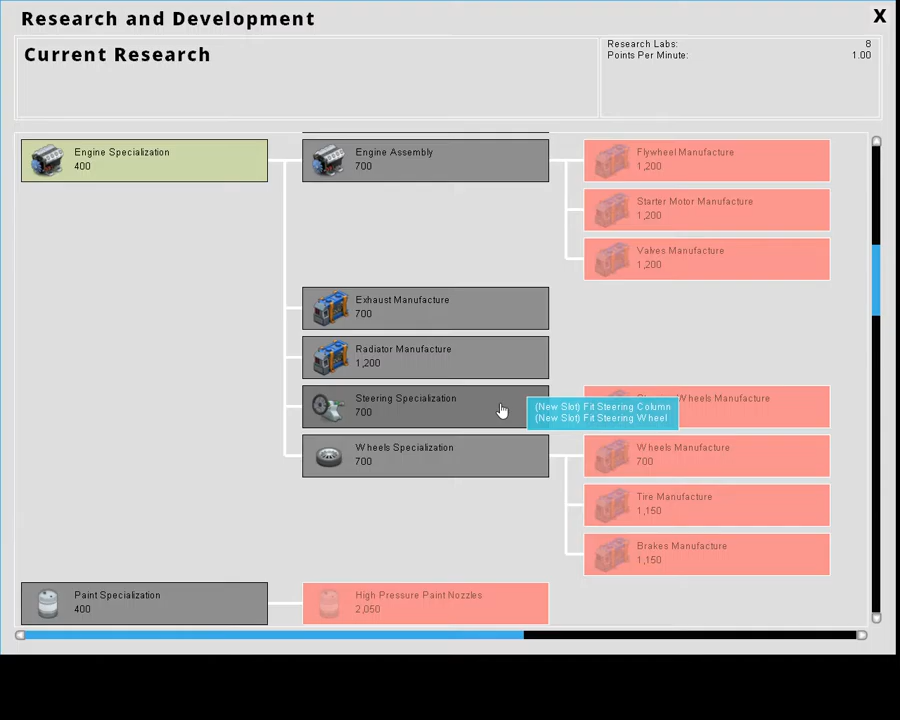 Research and Development
X
Current Research
Research Labs: 8
Points Per Minute: 1.00
Engine Specialization
400
Engine Assembly
700
Flywheel Manufacture
1,200
Starter Motor Manufacture
1,200
Valves Manufacture
1,200
Exhaust Manufacture
700
Radiator Manufacture
1,200
Steering Specialization
700
(New Slot) Fit Steering Column
(New Slot) Fit Steering Wheel
Wheels Manufacture
Wheels Specialization
700
Wheels Manufacture
700
Tire Manufacture
1,150
Brakes Manufacture
1,150
Paint Specialization
400
High Pressure Paint Nozzles
2,050